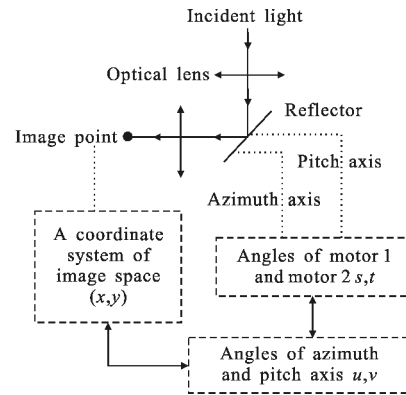 Incident light
Optical lens
Reflector
Image point
Pitch axis
Azimuth
axis
A coordinate
system of
image space
(x,y)
Angles of motor 1
and motor 2 s,t
Angles of azimuth
and pitch axis u,v